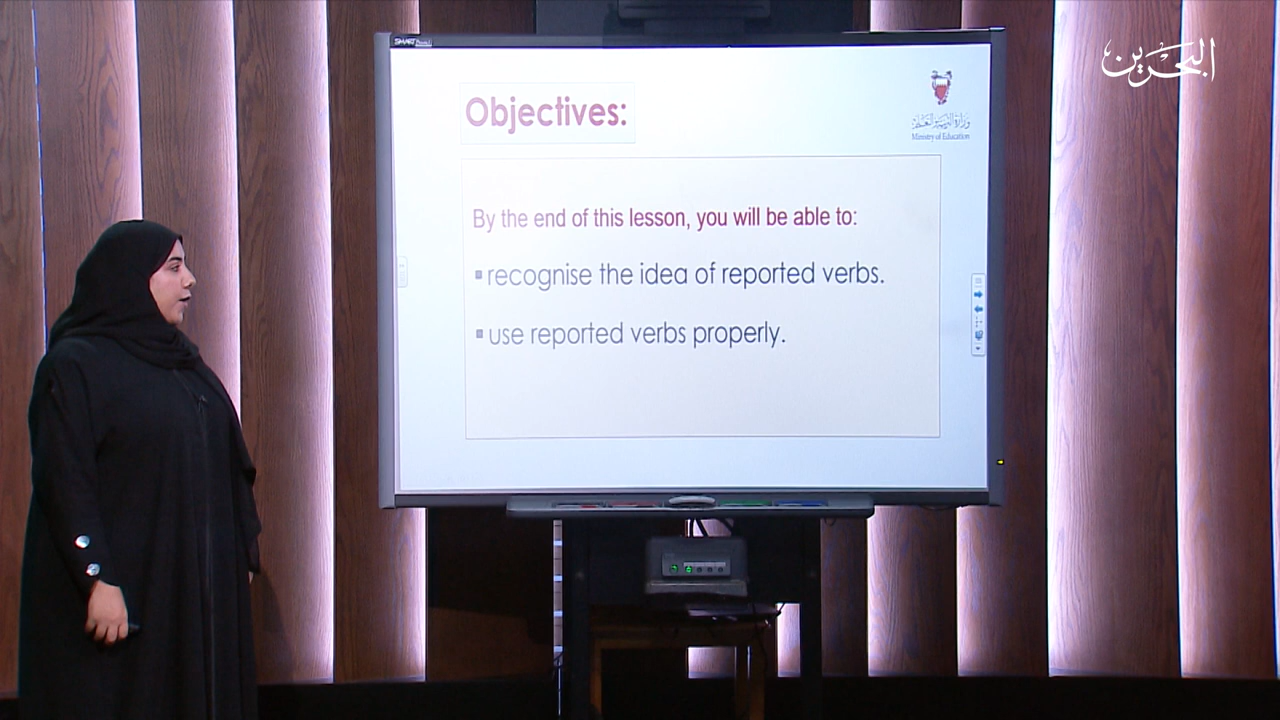 البحرين
SMART
Objectives:
وزارة التربية والتعليم
Ministry of Education
By the end of this lesson, you will be able to:
▪ recognise the idea of reported verbs.
▪ use reported verbs properly.